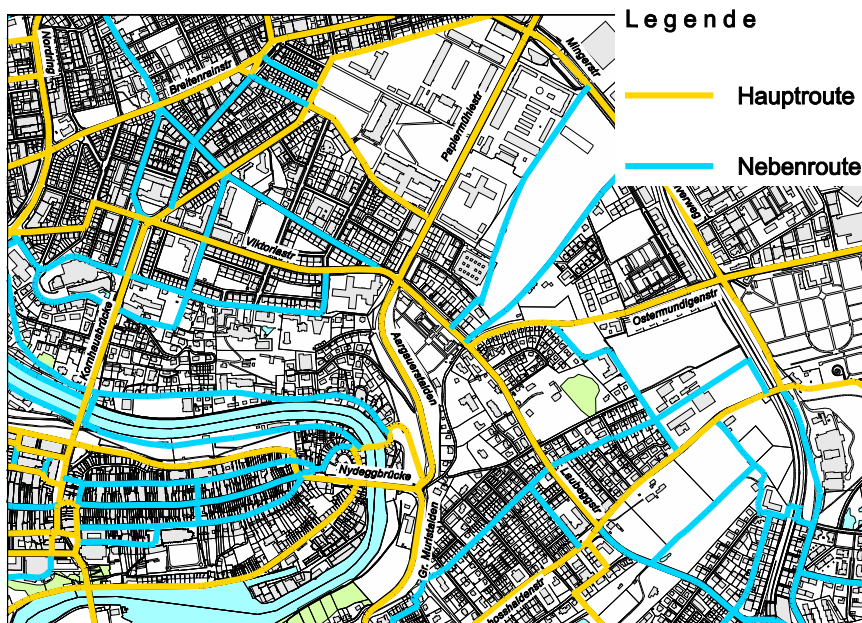 Legende
Hauptroute
Nebenroute
Nordring
Breitenrainstr
Papiermühlestr
Mingerstr
Viktoriastr
Kornhausbrücke
Aargauerstalden
Ostermundigenstr
Nydeggbrücke
Laubeggstr
Gr. Muristalden